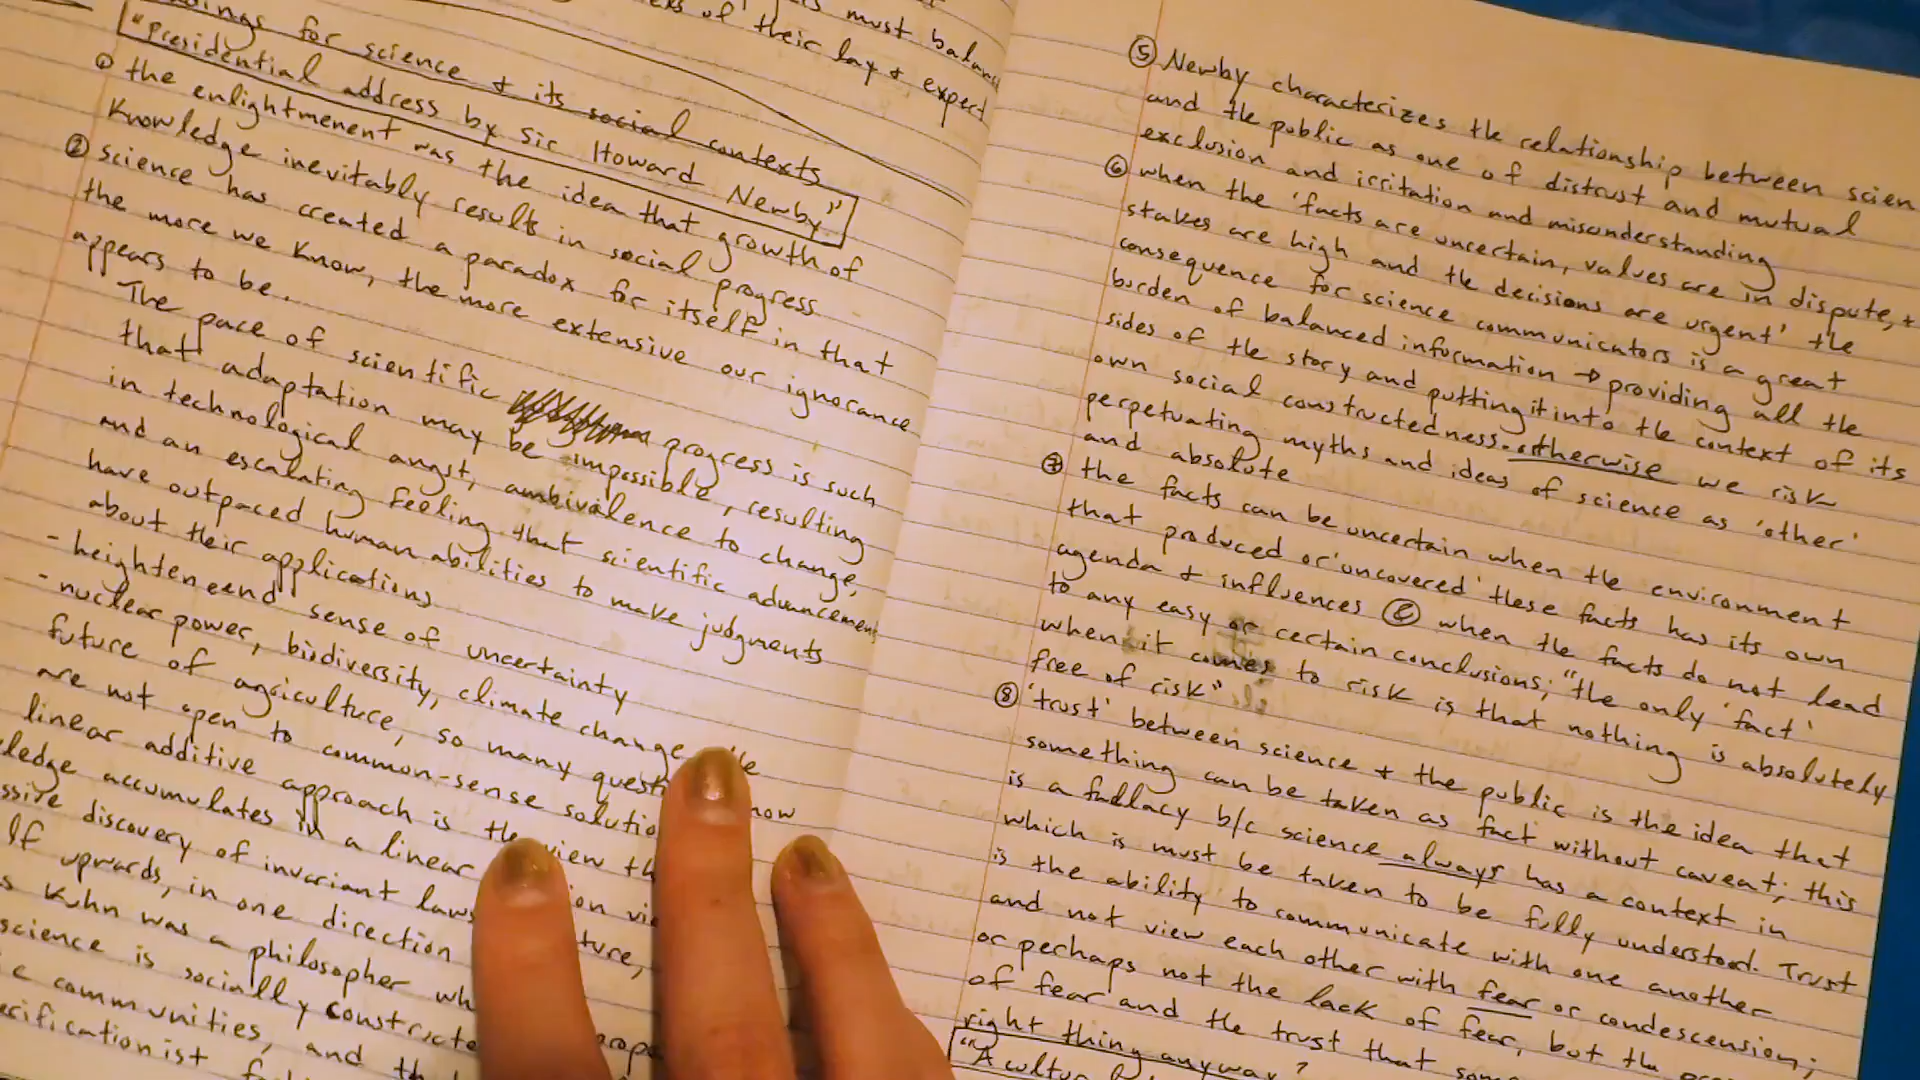 must balance
of their lay + expert
for science + its social contexts
"Presidential address by Sir Howard Newby"
① the enlightmenent was the idea that growth of
knowledge inevitably results in social progress
② science has created a paradox for itself in that
the more we know, the more extensive our ignorance
appears to be.
The pace of scientific progress is such
that adaptation may be impossible, resulting
in technological angst, ambivalence to change,
and an escalating feeling that scientific advancement
have outpaced human abilities to make judgments
about their applications
- heighteneend sense of uncertainty
- nuclear power, biodiversity, climate change,
future of agriculture, so many now
are not open to common-sense
linear additive approach is the view
accumulates in a linear
discovery of invariant laws
upwards, in one direction
Kuhn was a philosopher
science is socially
communities, and
⑤ Newby characterizes the relationship between scien
and the public as one of distrust and mutual
exclusion and irritation and misunderstanding
⑥ when the 'facts are uncertain, values are in dispute, +
stakes are high and the decisions are urgent' the
consequence for science communicators is a great
burden of balanced information → providing all the
sides of the story and putting it into the context of its
own social constructedness. otherwise we risk
perpetuating myths and ideas of science as 'other'
and absolute
⑦ the facts can be uncertain when the environment
that produced or 'uncovered' these facts has its own
agenda + influences when the facts do not lead
to any easy or certain conclusions; "the only 'fact'
when it comes to risk is that nothing is absolutely
free of risk"
⑧ 'trust' between science + the public is the idea that
something can be taken as fact without caveat; this
is a fallacy b/c science always has a context in
which is must be taken to be fully understood. Trust
is the ability to communicate with one another
and not view each other with fear or condescension;
or perhaps not the lack of fear, but the
of fear and the trust that
right thing anyway?
"A